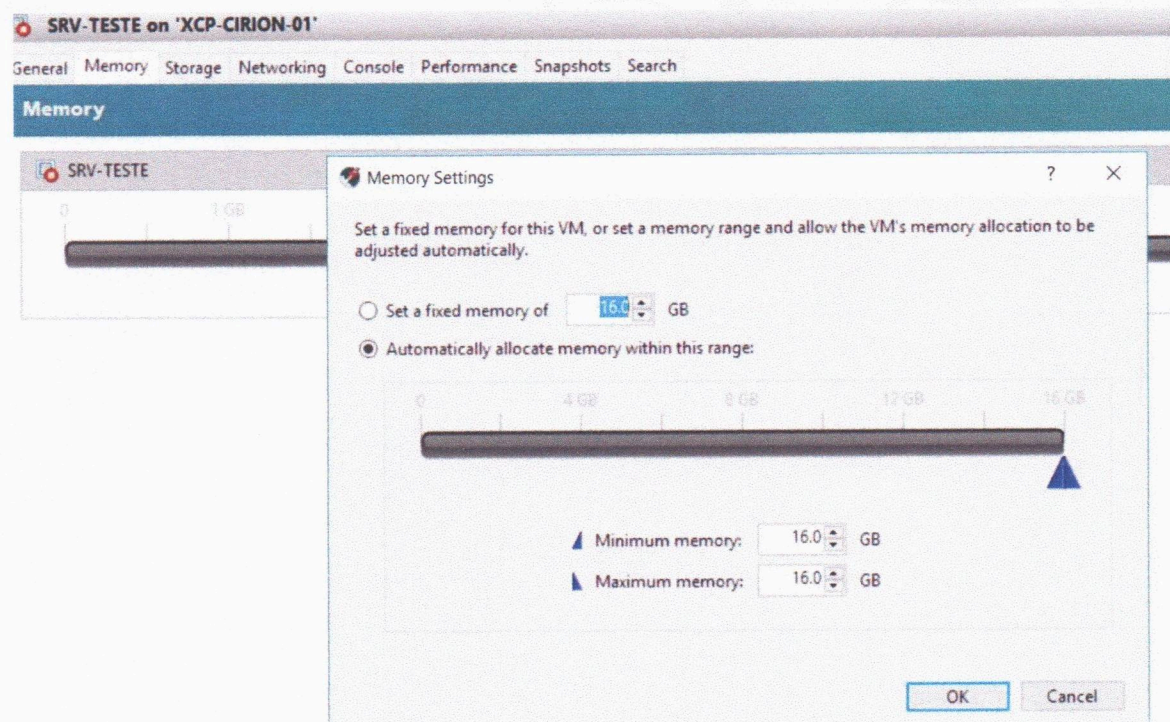 SRV-TESTE on 'XCP-CIRION-01'
General Memory Storage Networking Console Performance Snapshots Search
Memory
SRV-TESTE
0 1 GB
Memory Settings ? ×
Set a fixed memory for this VM, or set a memory range and allow the VM's memory allocation to be
adjusted automatically.
Set a fixed memory of 16.0 GB
Automatically allocate memory within this range:
0 4 GB 8 GB 12 GB 16 GB
Minimum memory: 16.0 GB
Maximum memory: 16.0 GB
OK Cancel